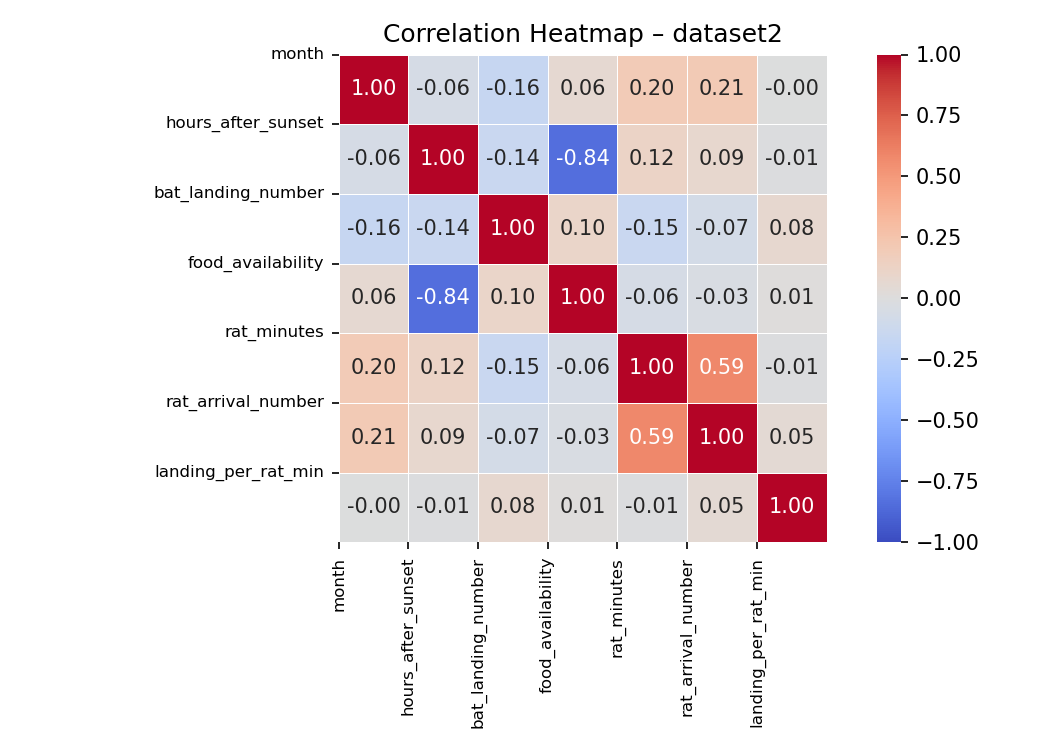 Correlation Heatmap – dataset2
month
1.00 -0.06 -0.16 0.06 0.20 0.21 -0.00
hours_after_sunset
-0.06 1.00 -0.14 -0.84 0.12 0.09 -0.01
bat_landing_number
-0.16 -0.14 1.00 0.10 -0.15 -0.07 0.08
food_availability
0.06 -0.84 0.10 1.00 -0.06 -0.03 0.01
rat_minutes
0.20 0.12 -0.15 -0.06 1.00 0.59 -0.01
rat_arrival_number
0.21 0.09 -0.07 -0.03 0.59 1.00 0.05
landing_per_rat_min
-0.00 -0.01 0.08 0.01 -0.01 0.05 1.00
month
hours_after_sunset
bat_landing_number
food_availability
rat_minutes
rat_arrival_number
landing_per_rat_min
1.00
0.75
0.50
0.25
0.00
−0.25
−0.50
−0.75
−1.00